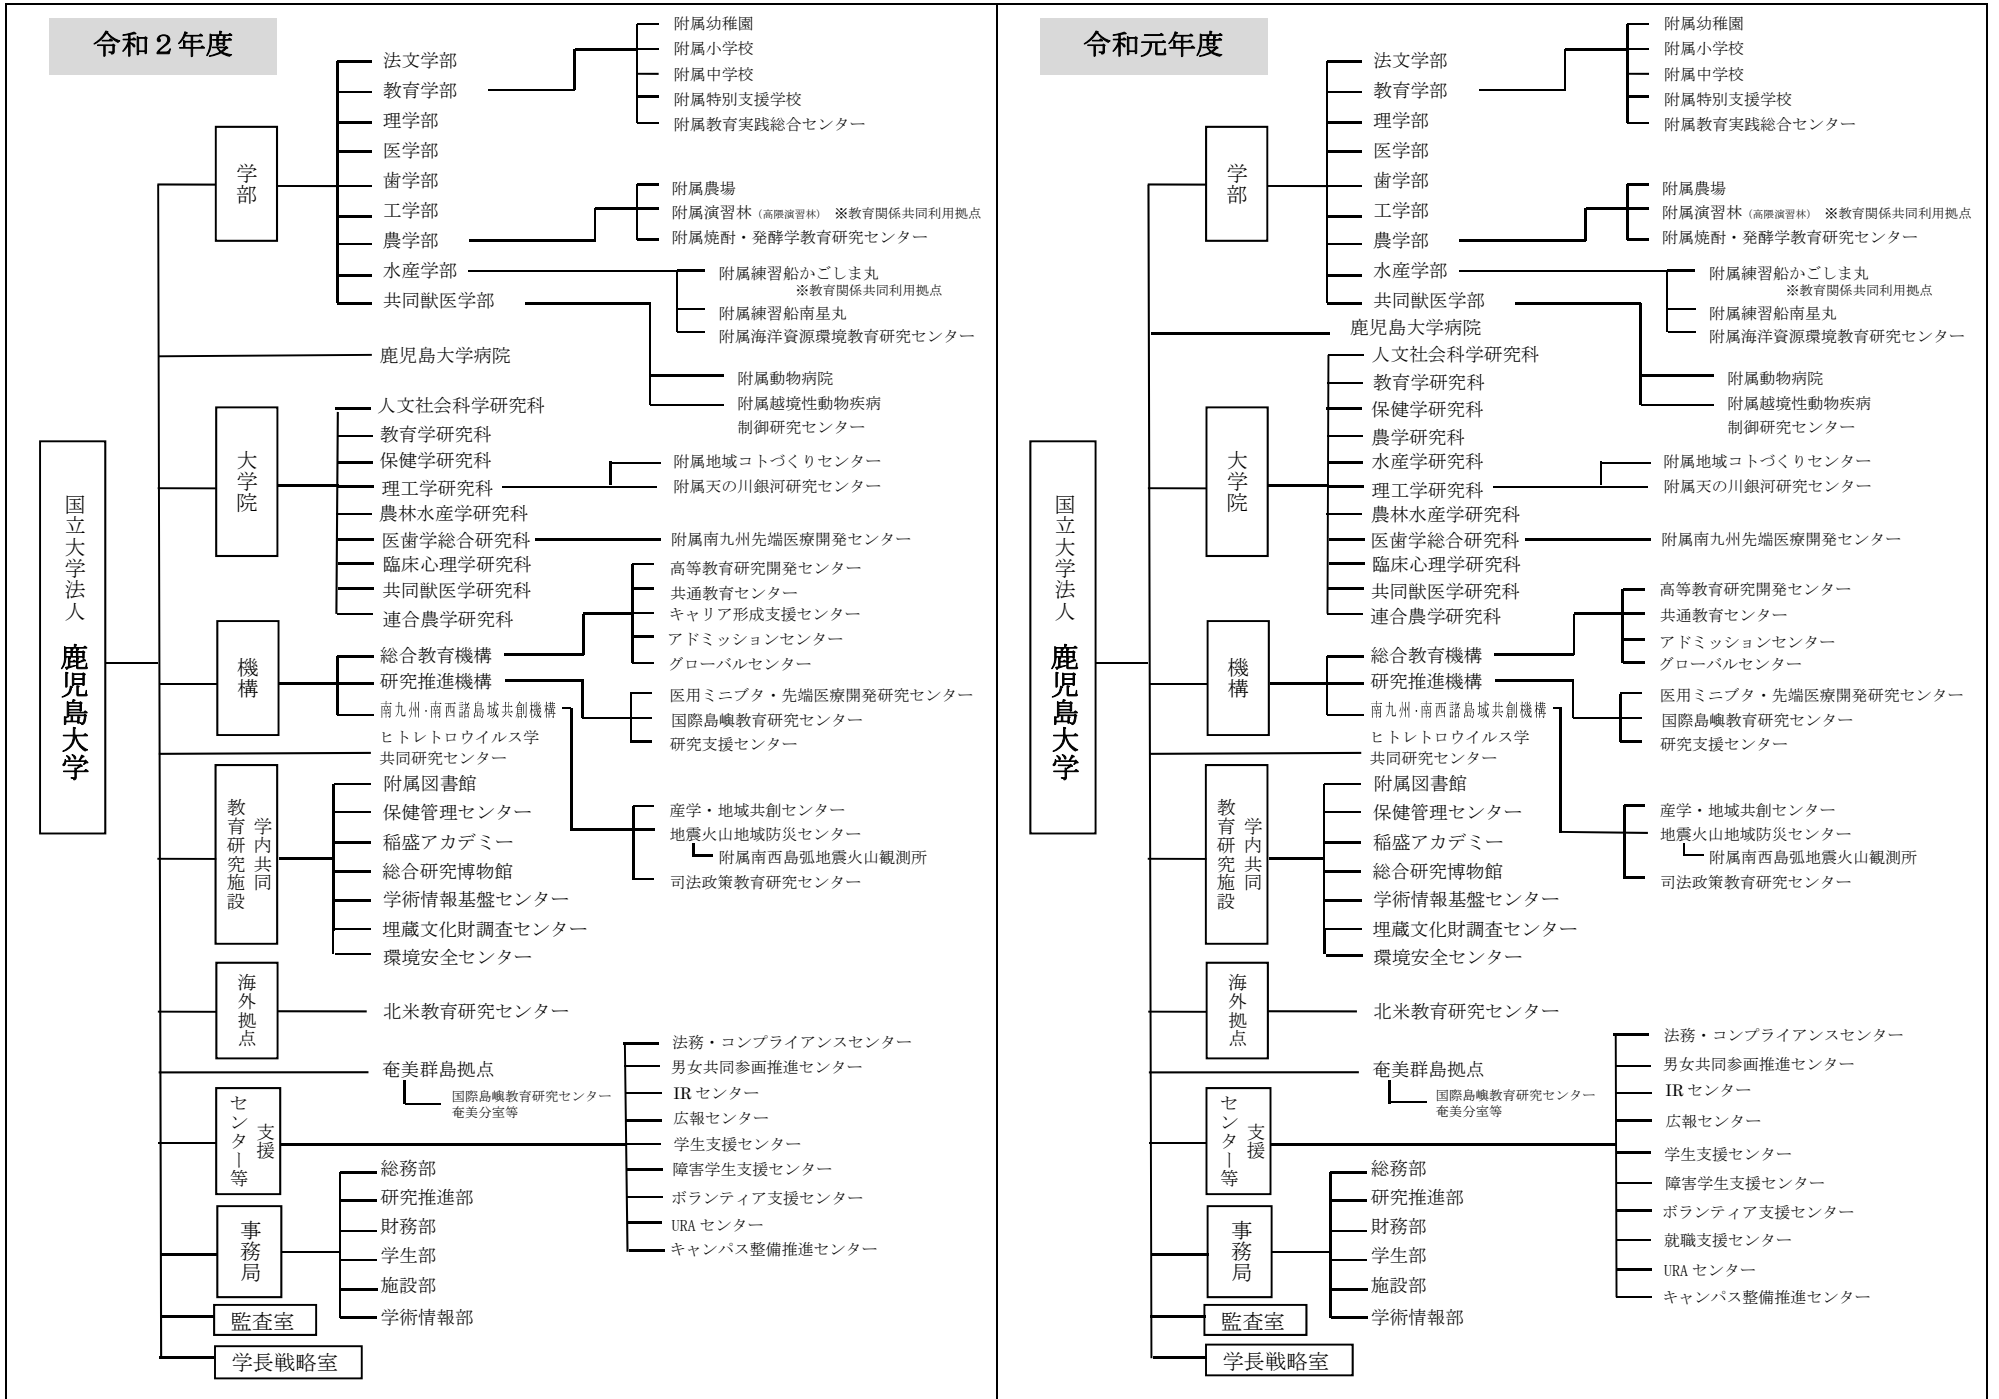 令和２年度
国立大学法人 鹿児島大学
学部
法文学部
教育学部
附属幼稚園
附属小学校
附属中学校
附属特別支援学校
附属教育実践総合センター
理学部
医学部
歯学部
工学部
農学部
附属農場
附属演習林（高隈演習林） ※教育関係共同利用拠点
附属焼酎・発酵学教育研究センター
水産学部
附属練習船かごしま丸
※教育関係共同利用拠点
附属練習船南星丸
附属海洋資源環境教育研究センター
共同獣医学部
附属動物病院
附属越境性動物疾病
制御研究センター
鹿児島大学病院
大学院
人文社会科学研究科
教育学研究科
保健学研究科
理工学研究科
附属地域コトづくりセンター
附属天の川銀河研究センター
農林水産学研究科
医歯学総合研究科
附属南九州先端医療開発センター
臨床心理学研究科
共同獣医学研究科
連合農学研究科
機構
総合教育機構
高等教育研究開発センター
共通教育センター
キャリア形成支援センター
アドミッションセンター
グローバルセンター
研究推進機構
医用ミニブタ・先端医療開発研究センター
国際島嶼教育研究センター
研究支援センター
南九州・南西諸島域共創機構
産学・地域共創センター
地震火山地域防災センター
附属南西島弧地震火山観測所
司法政策教育研究センター
ヒトレトロウイルス学
共同研究センター
学内共同
教育研究施設
附属図書館
保健管理センター
稲盛アカデミー
総合研究博物館
学術情報基盤センター
埋蔵文化財調査センター
環境安全センター
海外拠点
北米教育研究センター
奄美群島拠点
国際島嶼教育研究センター
奄美分室等
支援
センター等
法務・コンプライアンスセンター
男女共同参画推進センター
IR センター
広報センター
学生支援センター
障害学生支援センター
ボランティア支援センター
URA センター
キャンパス整備推進センター
事務局
総務部
研究推進部
財務部
学生部
施設部
学術情報部
監査室
学長戦略室
令和元年度
国立大学法人 鹿児島大学
学部
法文学部
教育学部
附属幼稚園
附属小学校
附属中学校
附属特別支援学校
附属教育実践総合センター
理学部
医学部
歯学部
工学部
農学部
附属農場
附属演習林（高隈演習林） ※教育関係共同利用拠点
附属焼酎・発酵学教育研究センター
水産学部
附属練習船かごしま丸
※教育関係共同利用拠点
附属練習船南星丸
附属海洋資源環境教育研究センター
共同獣医学部
附属動物病院
附属越境性動物疾病
制御研究センター
鹿児島大学病院
大学院
人文社会科学研究科
教育学研究科
保健学研究科
農学研究科
水産学研究科
理工学研究科
附属地域コトづくりセンター
附属天の川銀河研究センター
農林水産学研究科
医歯学総合研究科
附属南九州先端医療開発センター
臨床心理学研究科
共同獣医学研究科
連合農学研究科
機構
総合教育機構
高等教育研究開発センター
共通教育センター
アドミッションセンター
グローバルセンター
研究推進機構
医用ミニブタ・先端医療開発研究センター
国際島嶼教育研究センター
研究支援センター
南九州・南西諸島域共創機構
産学・地域共創センター
地震火山地域防災センター
附属南西島弧地震火山観測所
司法政策教育研究センター
ヒトレトロウイルス学
共同研究センター
学内共同
教育研究施設
附属図書館
保健管理センター
稲盛アカデミー
総合研究博物館
学術情報基盤センター
埋蔵文化財調査センター
環境安全センター
海外拠点
北米教育研究センター
奄美群島拠点
国際島嶼教育研究センター
奄美分室等
支援
センター等
法務・コンプライアンスセンター
男女共同参画推進センター
IR センター
広報センター
学生支援センター
障害学生支援センター
ボランティア支援センター
就職支援センター
URA センター
キャンパス整備推進センター
事務局
総務部
研究推進部
財務部
学生部
施設部
学術情報部
監査室
学長戦略室